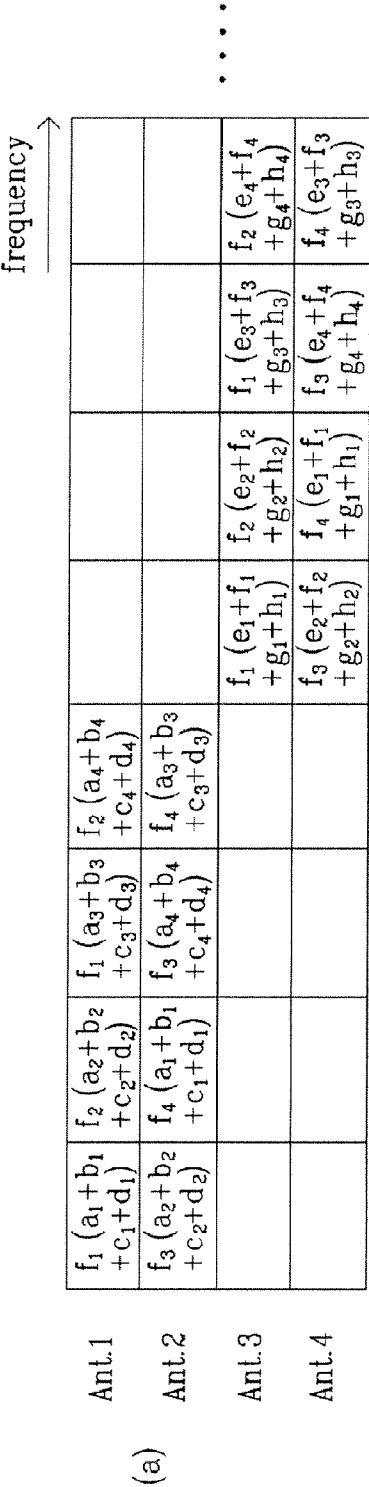 frequency
(a)
Ant.1
f₁ (a₁+b₁
+c₁+d₁)
f₂ (a₂+b₂
+c₂+d₂)
f₁ (a₃+b₃
+c₃+d₃)
f₂ (a₄+b₄
+c₄+d₄)
Ant.2
f₃ (a₂+b₂
+c₂+d₂)
f₄ (a₁+b₁
+c₁+d₁)
f₃ (a₄+b₄
+c₄+d₄)
f₄ (a₃+b₃
+c₃+d₃)
Ant.3
f₁ (e₁+f₁
+g₁+h₁)
f₂ (e₂+f₂
+g₂+h₂)
f₁ (e₃+f₃
+g₃+h₃)
f₂ (e₄+f₄
+g₄+h₄)
Ant.4
f₃ (e₂+f₂
+g₂+h₂)
f₄ (e₁+f₁
+g₁+h₁)
f₃ (e₄+f₄
+g₄+h₄)
f₄ (e₃+f₃
+g₃+h₃)
....